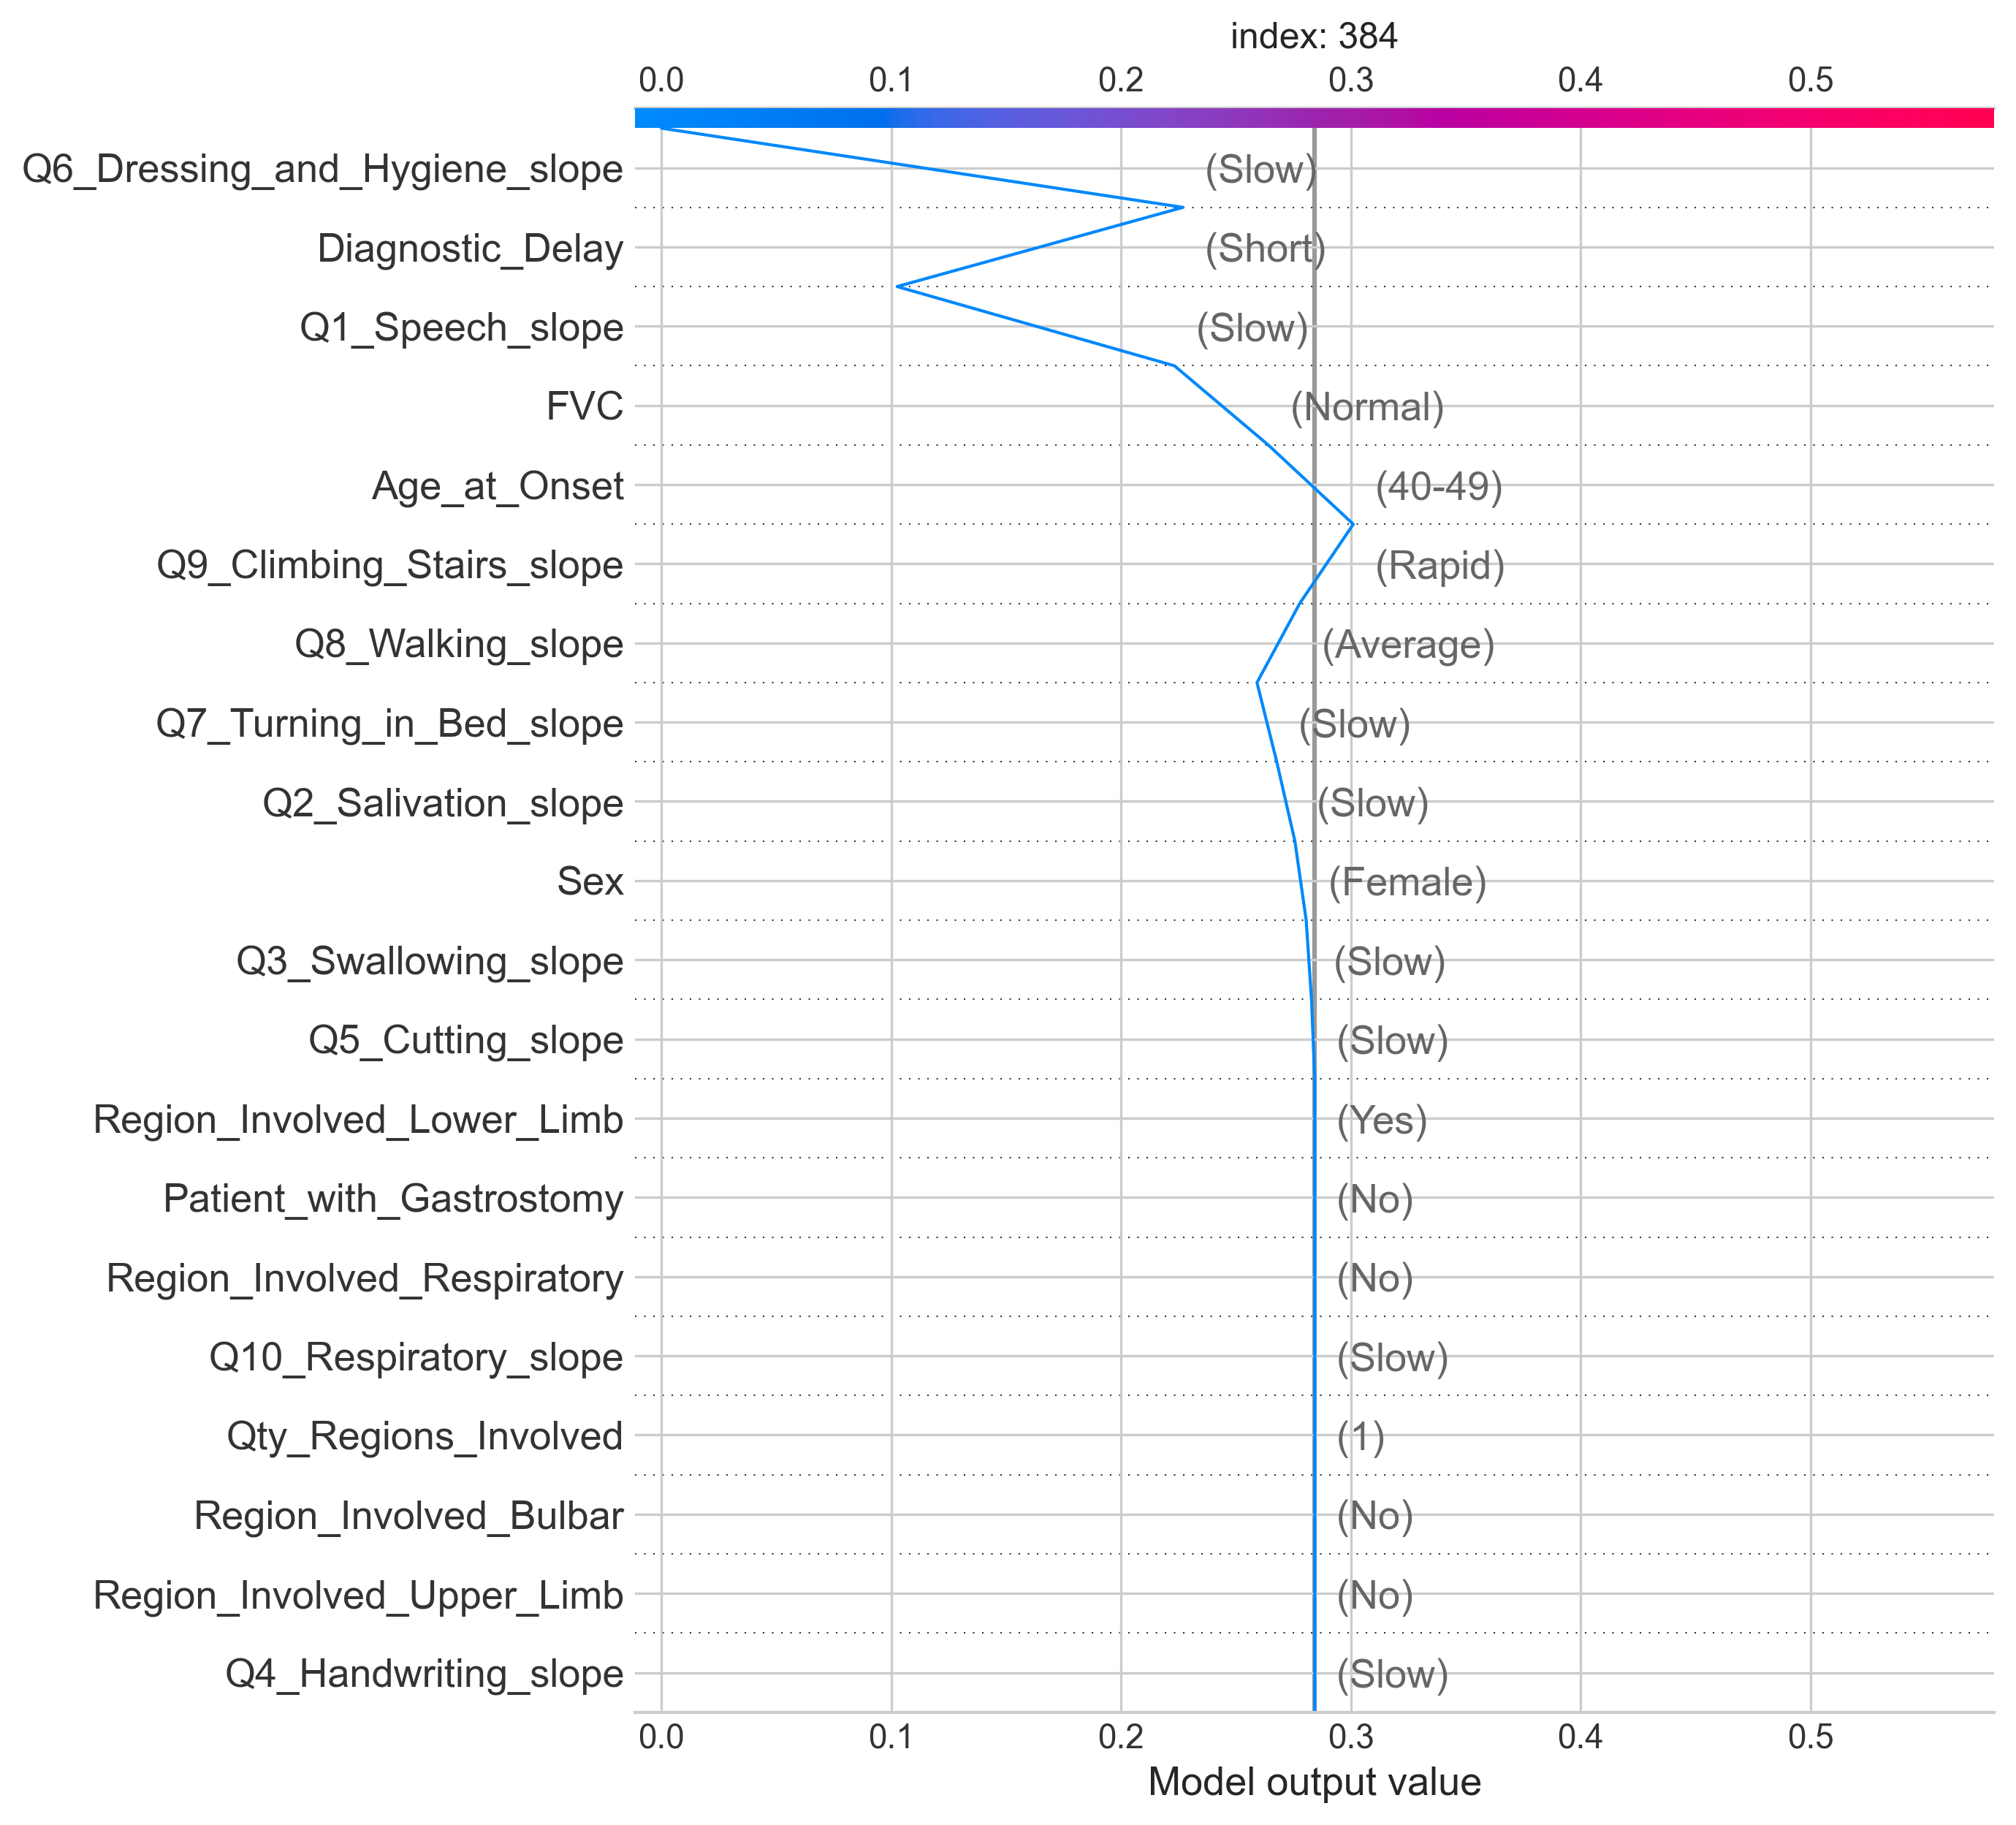 index: 384
0.0 0.1 0.2 0.3 0.4 0.5
Q6_Dressing_and_Hygiene_slope (Slow)
Diagnostic_Delay (Short)
Q1_Speech_slope (Slow)
FVC (Normal)
Age_at_Onset (40-49)
Q9_Climbing_Stairs_slope (Rapid)
Q8_Walking_slope (Average)
Q7_Turning_in_Bed_slope (Slow)
Q2_Salivation_slope (Slow)
Sex (Female)
Q3_Swallowing_slope (Slow)
Q5_Cutting_slope (Slow)
Region_Involved_Lower_Limb (Yes)
Patient_with_Gastrostomy (No)
Region_Involved_Respiratory (No)
Q10_Respiratory_slope (Slow)
Qty_Regions_Involved (1)
Region_Involved_Bulbar (No)
Region_Involved_Upper_Limb (No)
Q4_Handwriting_slope (Slow)
0.0 0.1 0.2 0.3 0.4 0.5
Model output value